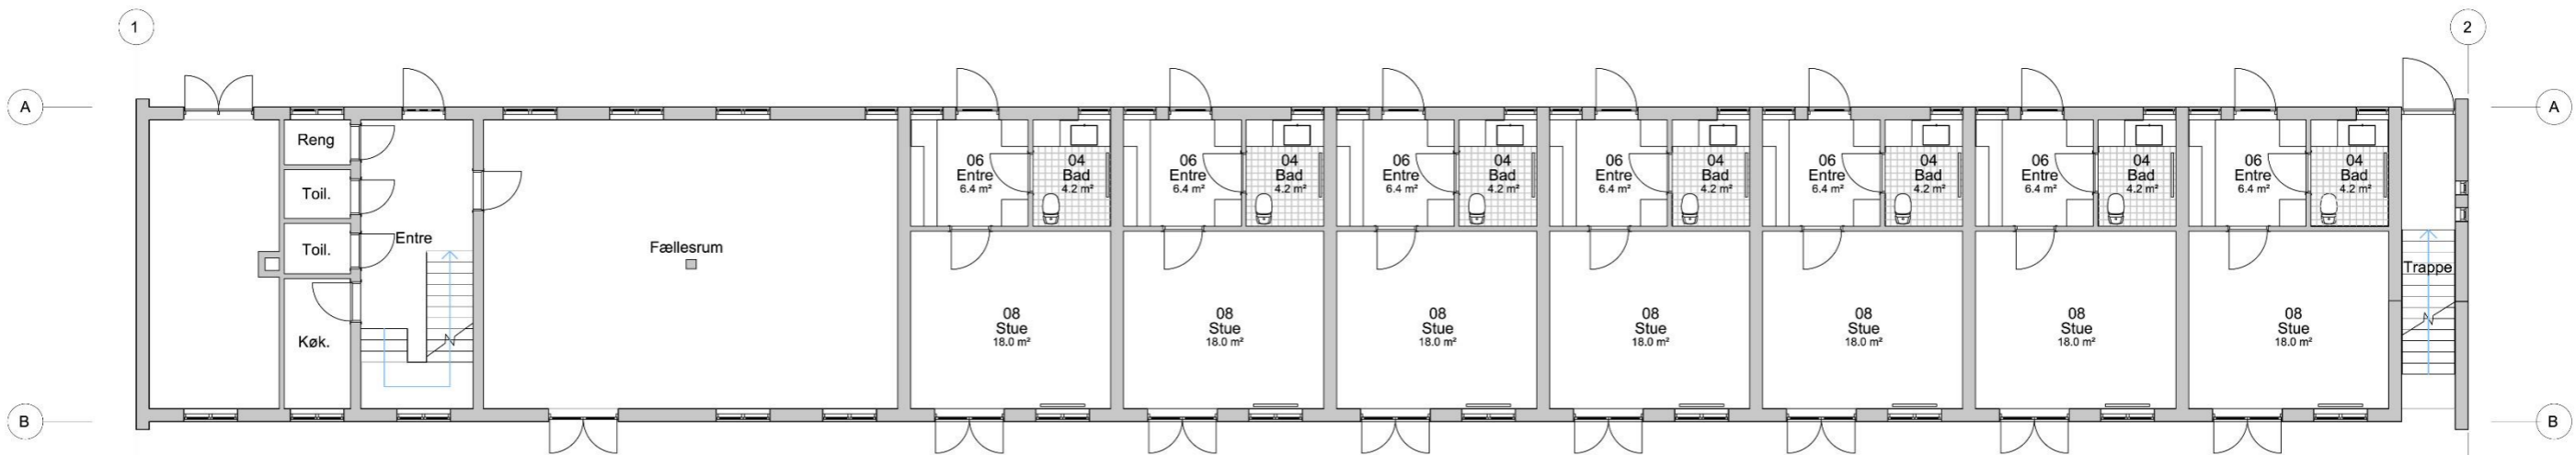 1
2
A
A
Reng
Toil.
Toil.
Entre
Køk.
Fællesrum
06
Entre
6.4 m²
04
Bad
4.2 m²
06
Entre
6.4 m²
04
Bad
4.2 m²
06
Entre
6.4 m²
04
Bad
4.2 m²
06
Entre
6.4 m²
04
Bad
4.2 m²
06
Entre
6.4 m²
04
Bad
4.2 m²
06
Entre
6.4 m²
04
Bad
4.2 m²
06
Entre
6.4 m²
04
Bad
4.2 m²
Trappe
08
Stue
18.0 m²
08
Stue
18.0 m²
08
Stue
18.0 m²
08
Stue
18.0 m²
08
Stue
18.0 m²
08
Stue
18.0 m²
08
Stue
18.0 m²
B
B